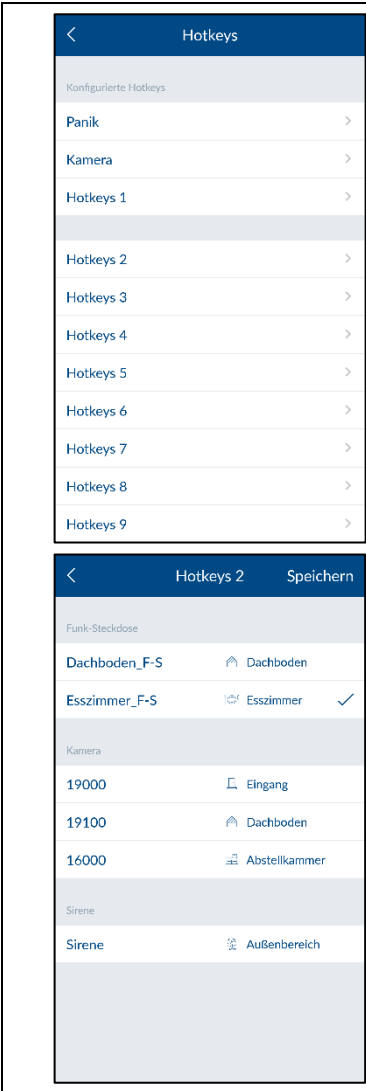 Hotkeys
Konfigurierte Hotkeys
Panik
Kamera
Hotkeys 1
Hotkeys 2
Hotkeys 3
Hotkeys 4
Hotkeys 5
Hotkeys 6
Hotkeys 7
Hotkeys 8
Hotkeys 9
Hotkeys 2 Speichern
Funk-Steckdose
Dachboden_F-S Dachboden
Esszimmer_F-S Esszimmer
Kamera
19000 Eingang
19100 Dachboden
16000 Abstellkammer
Sirene
Sirene Außenbereich